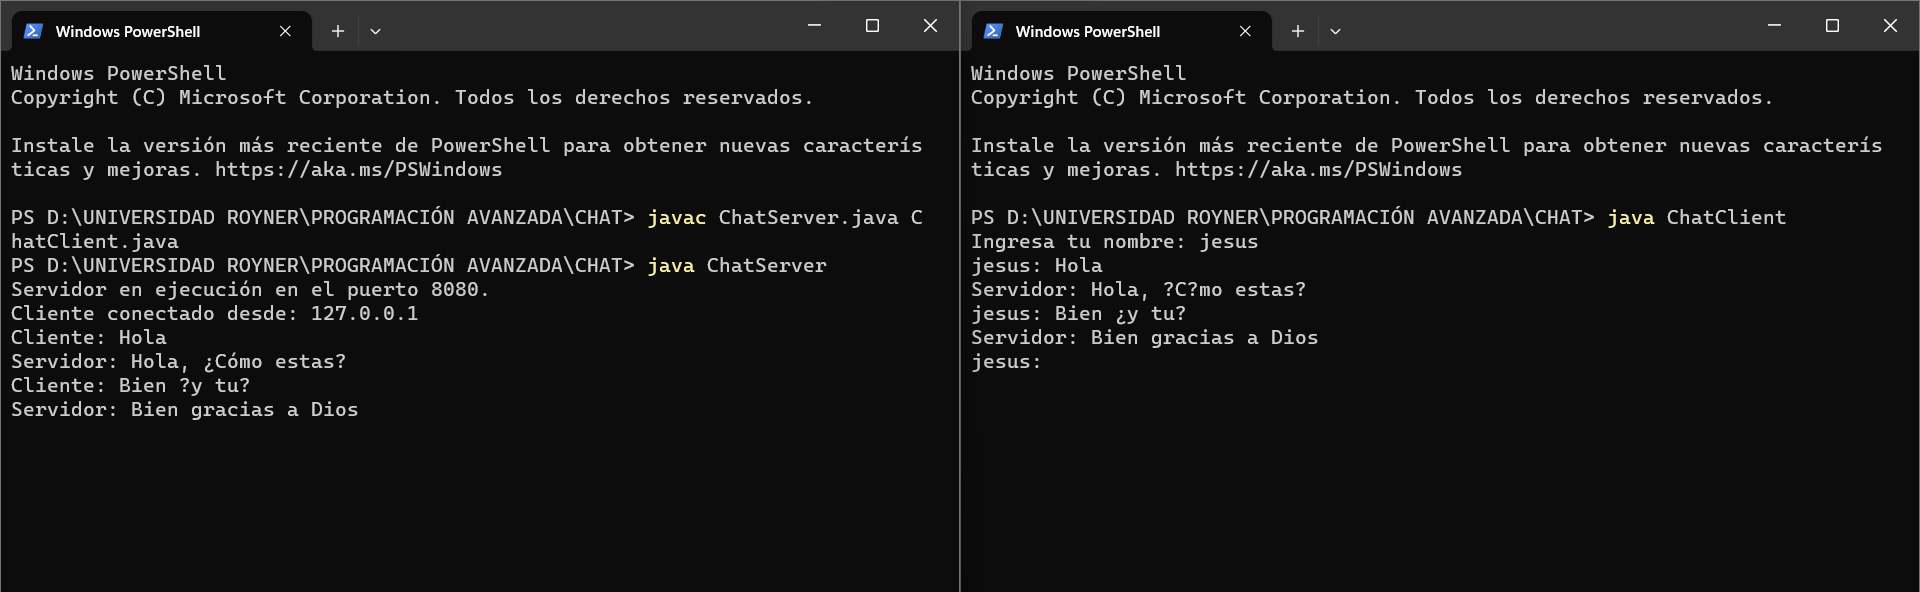 Windows PowerShell
Windows PowerShell
Copyright (C) Microsoft Corporation. Todos los derechos reservados.
Instale la versión más reciente de PowerShell para obtener nuevas caracterís
ticas y mejoras. https://aka.ms/PSWindows
PS D:\UNIVERSIDAD ROYNER\PROGRAMACIÓN AVANZADA\CHAT> javac ChatServer.java C
hatClient.java
PS D:\UNIVERSIDAD ROYNER\PROGRAMACIÓN AVANZADA\CHAT> java ChatServer
Servidor en ejecución en el puerto 8080.
Cliente conectado desde: 127.0.0.1
Cliente: Hola
Servidor: Hola, ¿Cómo estas?
Cliente: Bien ?y tu?
Servidor: Bien gracias a Dios
Windows PowerShell
Windows PowerShell
Copyright (C) Microsoft Corporation. Todos los derechos reservados.
Instale la versión más reciente de PowerShell para obtener nuevas caracterís
ticas y mejoras. https://aka.ms/PSWindows
PS D:\UNIVERSIDAD ROYNER\PROGRAMACIÓN AVANZADA\CHAT> java ChatClient
Ingresa tu nombre: jesus
jesus: Hola
Servidor: Hola, ?C?mo estas?
jesus: Bien ¿y tu?
Servidor: Bien gracias a Dios
jesus: